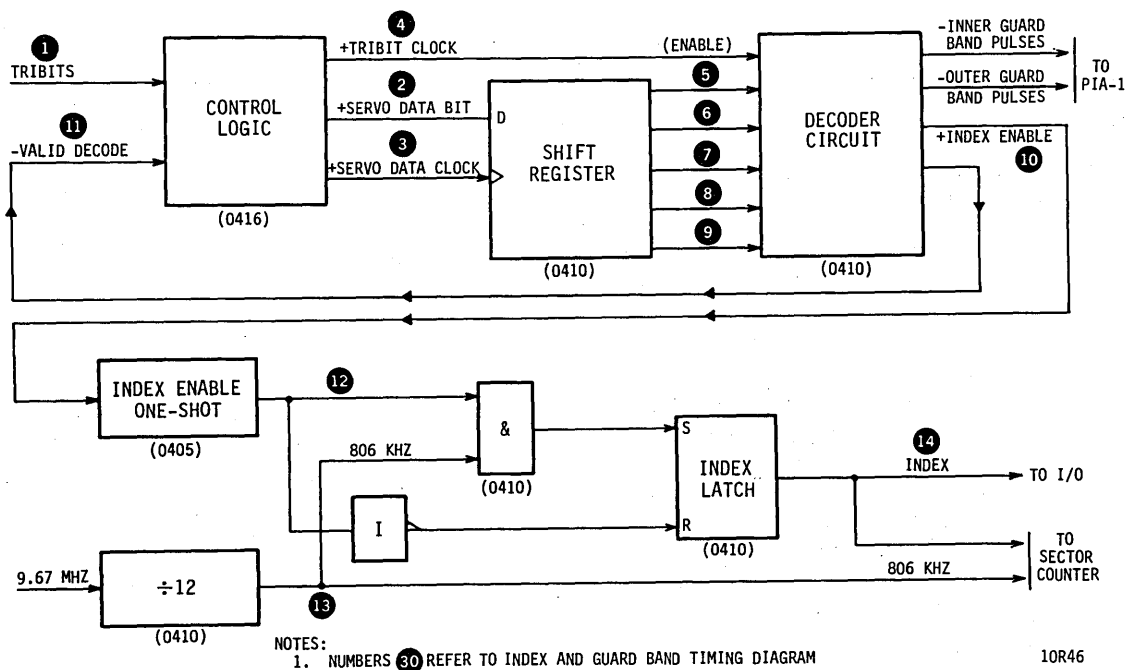 1
TRIBITS
11
-VALID DECODE
CONTROL
LOGIC
(0416)
4
+TRIBIT CLOCK
(ENABLE)
2
+SERVO DATA BIT
3
+SERVO DATA CLOCK
D
SHIFT
REGISTER
(0410)
5
6
7
8
9
DECODER
CIRCUIT
(0410)
-INNER GUARD
BAND PULSES
-OUTER GUARD
BAND PULSES
TO
PIA-1
+INDEX ENABLE
10
INDEX ENABLE
ONE-SHOT
(0405)
12
806 KHZ
&
(0410)
I
S
INDEX
LATCH
R
(0410)
14
INDEX
TO I/O
TO
SECTOR
COUNTER
806 KHZ
9.67 MHZ
÷12
(0410)
13
NOTES:
1. NUMBERS 30 REFER TO INDEX AND GUARD BAND TIMING DIAGRAM
10R46